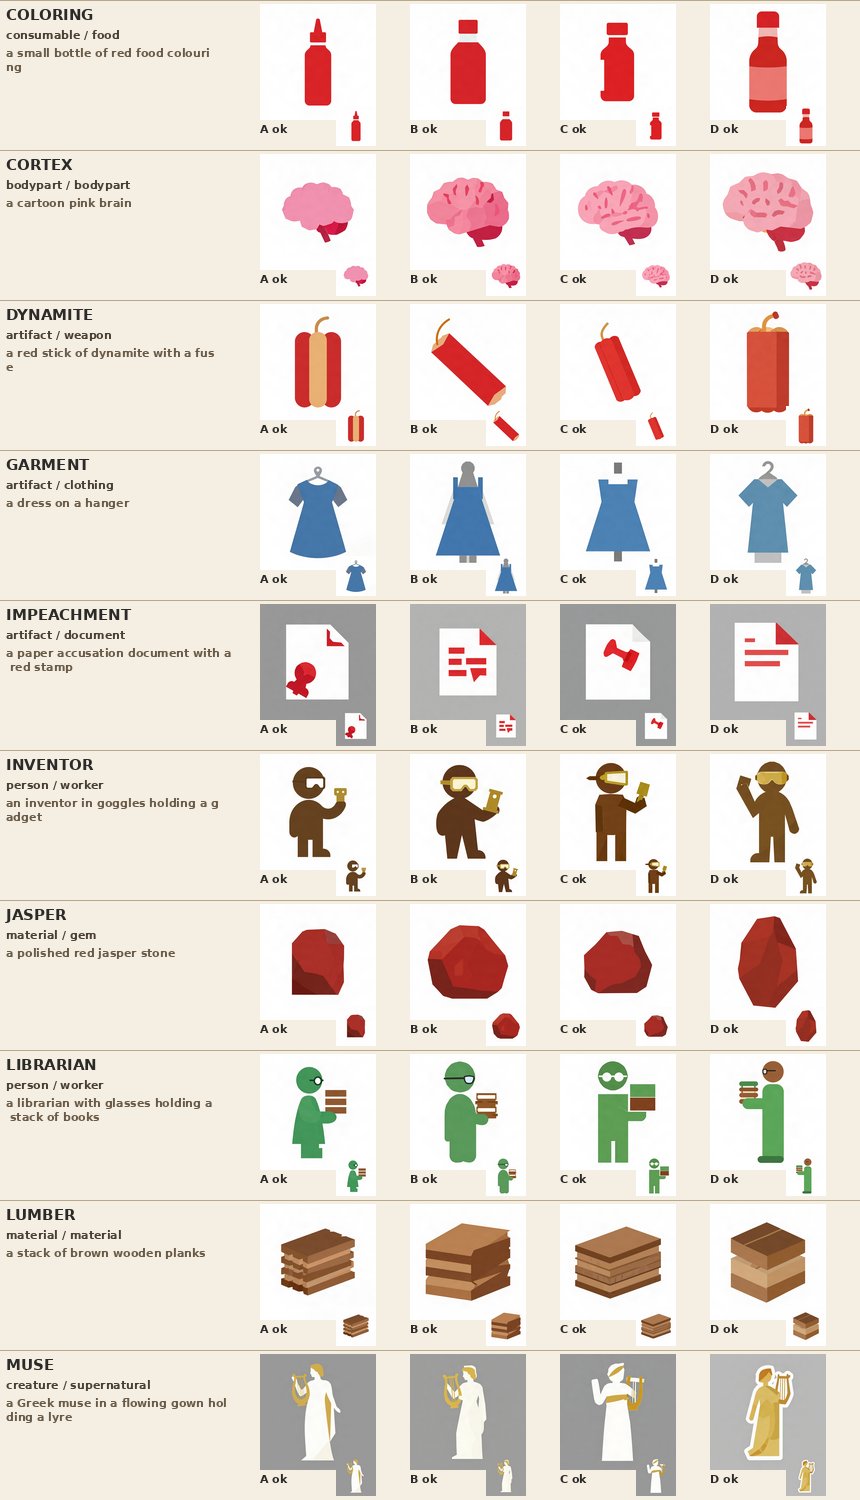 COLORING
consumable / food
a small bottle of red food colouri
ng
A ok
B ok
C ok
D ok
CORTEX
bodypart / bodypart
a cartoon pink brain
A ok
B ok
C ok
D ok
DYNAMITE
artifact / weapon
a red stick of dynamite with a fus
e
A ok
B ok
C ok
D ok
GARMENT
artifact / clothing
a dress on a hanger
A ok
B ok
C ok
D ok
IMPEACHMENT
artifact / document
a paper accusation document with a
red stamp
A ok
B ok
C ok
D ok
INVENTOR
person / worker
an inventor in goggles holding a g
adget
A ok
B ok
C ok
D ok
JASPER
material / gem
a polished red jasper stone
A ok
B ok
C ok
D ok
LIBRARIAN
person / worker
a librarian with glasses holding a
stack of books
A ok
B ok
C ok
D ok
LUMBER
material / material
a stack of brown wooden planks
A ok
B ok
C ok
D ok
MUSE
creature / supernatural
a Greek muse in a flowing gown hol
ding a lyre
A ok
B ok
C ok
D ok